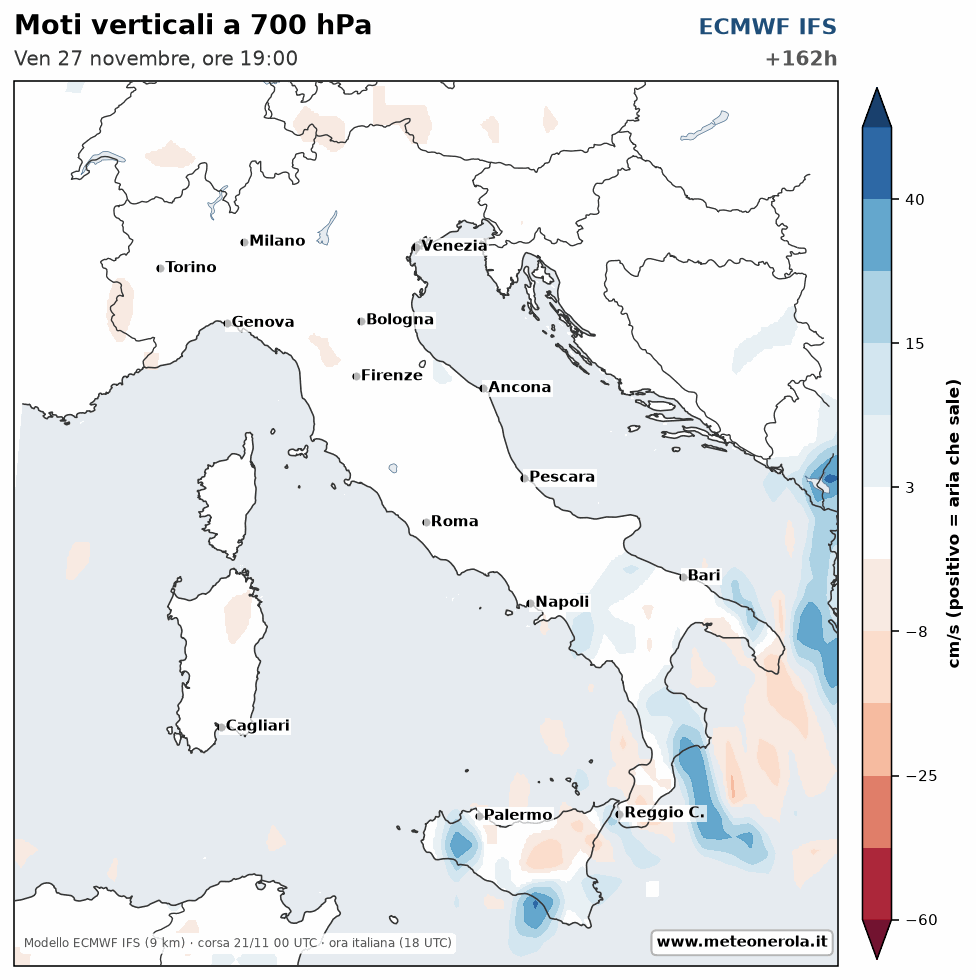 Moti verticali a 700 hPa
ECMWF IFS
Ven 27 novembre, ore 19:00
+162h
Milano
Venezia
Torino
Genova
Bologna
Firenze
Ancona
Pescara
Roma
Bari
Napoli
Cagliari
Palermo
Reggio C.
40
15
3
−8
−25
−60
cm/s (positivo = aria che sale)
Modello ECMWF IFS (9 km) · corsa 21/11 00 UTC · ora italiana (18 UTC)
www.meteonerola.it